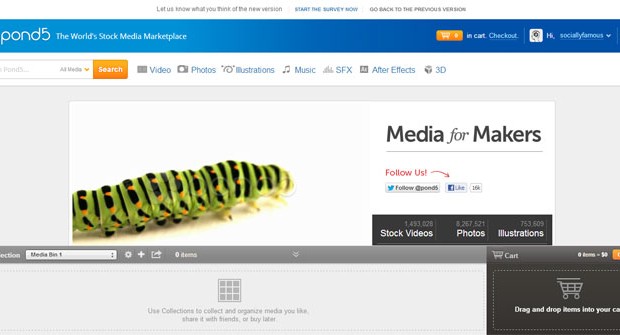 Let us know what you think of the new version START THE SURVEY NOW GO BACK TO THE PREVIOUS VERSION
pond5 The World's Stock Media Marketplace
0 in cart. Checkout. Hi, sociallyfamous
Pond5... All Media Search Video Photos Illustrations Music SFX After Effects 3D
Media for Makers
Follow Us!
Follow @pond5 Like 16k
1,493,028 8,267,521 753,609
Stock Videos Photos Illustrations
Media Bin 1 0 items Cart 0 items = $0
Use Collections to collect and organize media you like,
share it with friends, or buy later.
Drag and drop items into your